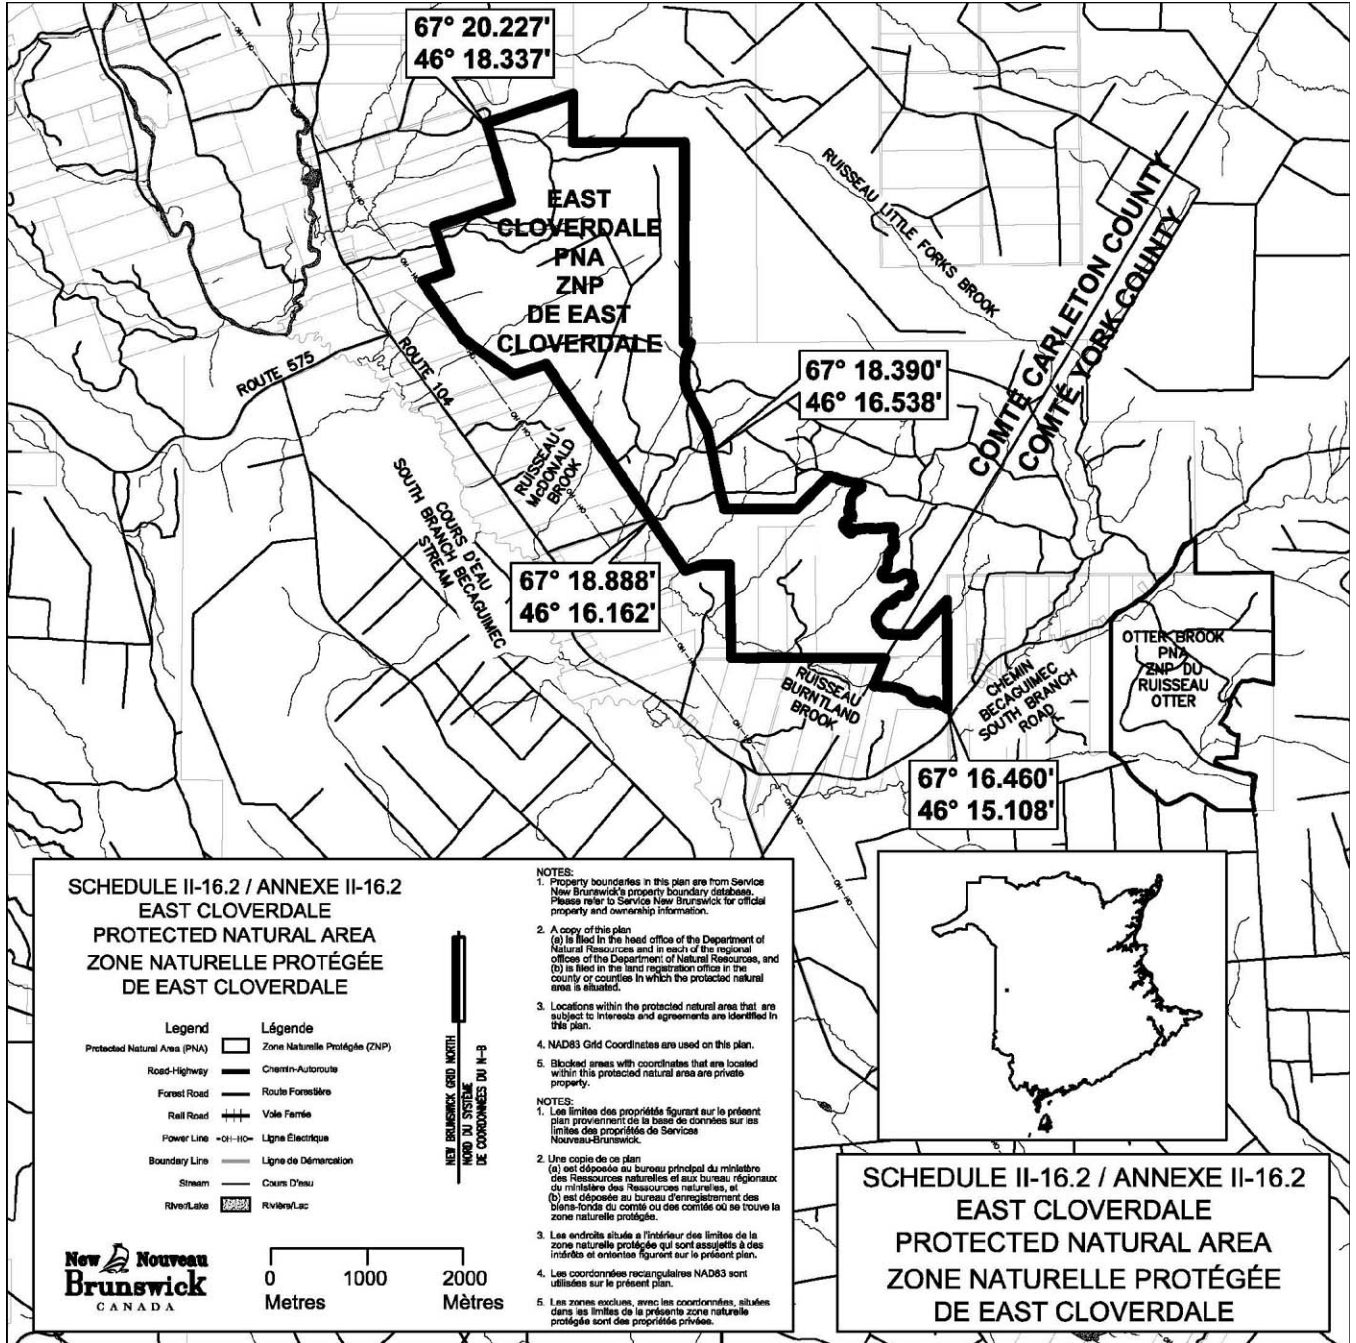 67° 20.227'
46° 18.337'
EAST
CLOVERDALE
PNA
ZNP
DE EAST
CLOVERDALE
RUISSEAU LITTLE FORKS BROOK
COMTÉ CARLETON COUNTY
COMTÉ YORK COUNTY
ROUTE 575
ROUTE 104
67° 18.390'
46° 16.538'
RUISSEAU
McDONALD
BROOK
COURS D'EAU
SOUTH BRANCH BECAGUIMEC
STREAM
67° 18.888'
46° 16.162'
OTTER BROOK
PNA
ZNP DU
RUISSEAU
OTTER
RUISSEAU
BURNTLAND
BROOK
CHEMIN
BECAGUIMEC
SOUTH BRANCH
ROAD
67° 16.460'
46° 15.108'
SCHEDULE II-16.2 / ANNEXE II-16.2
EAST CLOVERDALE
PROTECTED NATURAL AREA
ZONE NATURELLE PROTÉGÉE
DE EAST CLOVERDALE
Legend Légende
Protected Natural Area (PNA) Zone Naturelle Protégée (ZNP)
Road-Highway Chemin-Autoroute
Forest Road Route Forestière
Rail Road Voie Ferrée
Power Line -OH-HO- Ligne Électrique
Boundary Line Ligne de Démarcation
Stream Cours D'eau
River/Lake Rivière/Lac
NEW BRUNSWICK GRID NORTH
NORD DU SYSTÈME
DE COORDONNÉES DU N-B
New Nouveau
Brunswick
CANADA
0 1000 2000
Metres Mètres
NOTES:
1. Property boundaries in this plan are from Service
New Brunswick's property boundary database.
Please refer to Service New Brunswick for official
property and ownership information.
2. A copy of this plan
(a) is filed in the head office of the Department of
Natural Resources and in each of the regional
offices of the Department of Natural Resources, and
(b) is filed in the land registration office in the
county or counties in which the protected natural
area is situated.
3. Locations within the protected natural area that are
subject to interests and agreements are identified in
this plan.
4. NAD83 Grid Coordinates are used on this plan.
5. Blocked areas with coordinates that are located
within this protected natural area are private
property.
NOTES:
1. Les limites des propriétés figurant sur le présent
plan proviennent de la base de données sur les
limites des propriétés de Services
Nouveau-Brunswick.
2. Une copie de ce plan
(a) est déposée au bureau principal du ministère
des Ressources naturelles et aux bureau régionaux
du ministère des Ressources naturelles, et
(b) est déposée au bureau d'enregistrement des
biens-fonds du comté ou des comtés où se trouve la
zone naturelle protégée.
3. Les endroits situés a l'intérieur des limites de la
zone naturelle protégée qui sont assujettis à des
intérêts et ententes figurent sur le présent plan.
4. Les coordonnées rectangulaires NAD83 sont
utilisées sur le présent plan.
5. Les zones exclues, avec les coordonnées, situées
dans les limites de la présente zone naturelle
protégée sont des propriétés privées.
SCHEDULE II-16.2 / ANNEXE II-16.2
EAST CLOVERDALE
PROTECTED NATURAL AREA
ZONE NATURELLE PROTÉGÉE
DE EAST CLOVERDALE